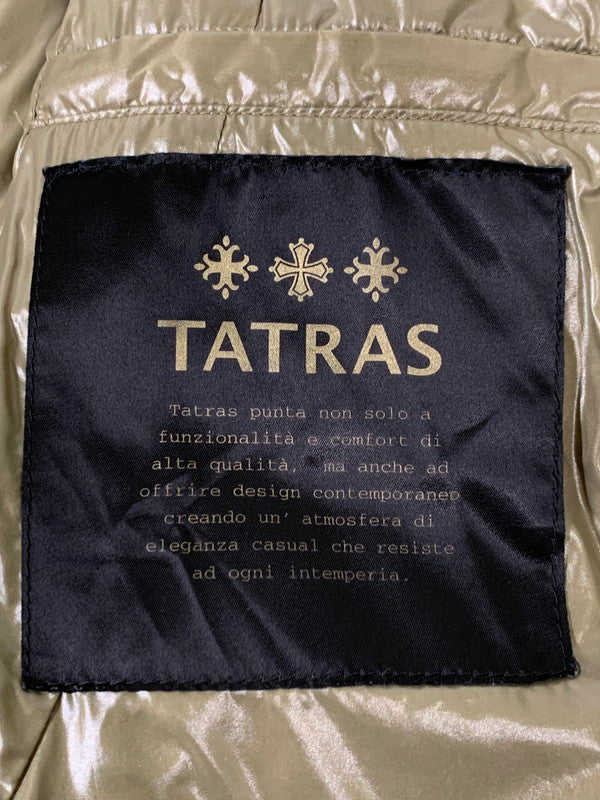 TATRAS
Tatras punta non solo a
funzionalità e comfort di
alta qualità, ma anche ad
offrire design contemporaneo
creando un' atmosfera di
eleganza casual che resiste
ad ogni intemperia.